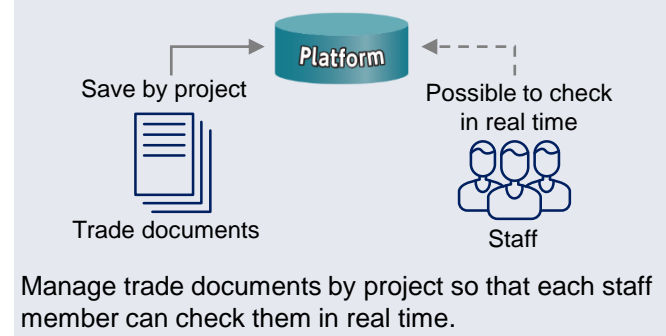 Platform
Save by project
Possible to check
in real time
Trade documents
Staff
Manage trade documents by project so that each staff
member can check them in real time.